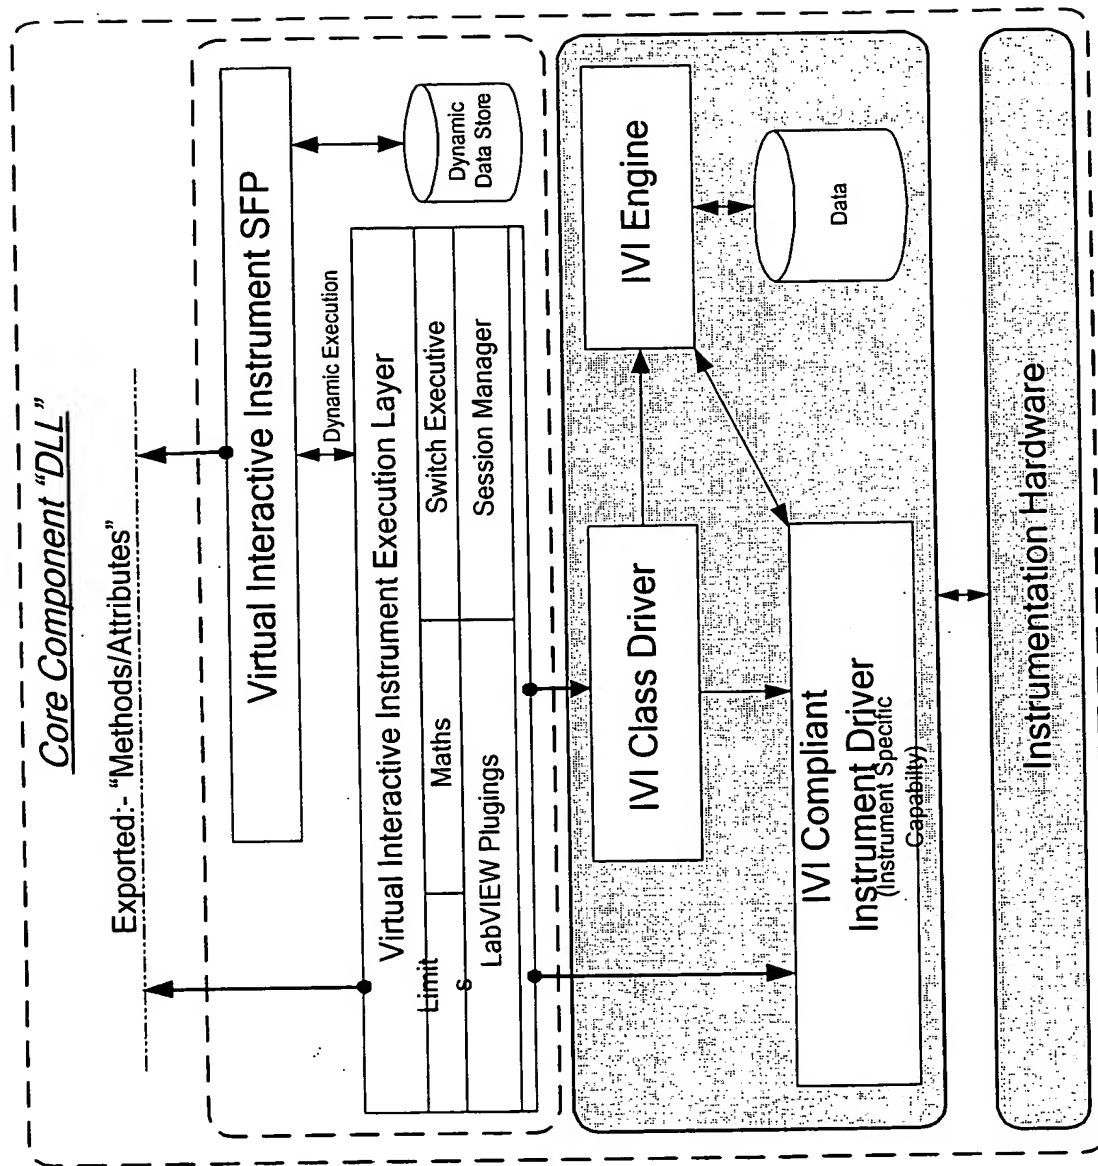 Core Component "DLL"
Exported:- "Methods/Attributes"
Virtual Interactive Instrument SFP
Dynamic Execution
Dynamic
Data Store
Virtual Interactive Instrument Execution Layer
Limit
s
Maths
Switch Executive
LabVIEW Plugings
Session Manager
IVI Class Driver
IVI Engine
IVI Compliant
Instrument Driver
(Instrument Specific
Capabilty)
Data
Instrumentation Hardware